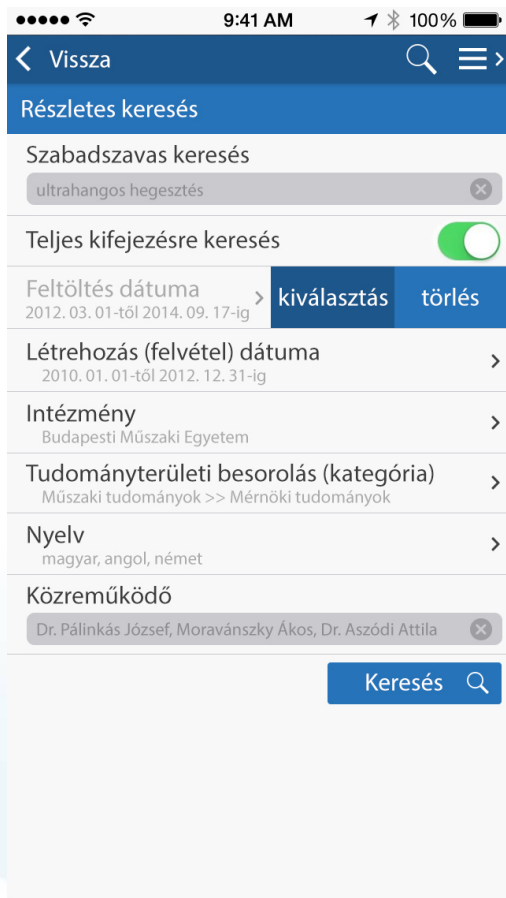 9:41 AM 100%
Vissza
Részletes keresés
Szabadszavas keresés
ultrahangos hegesztés
Teljes kifejezésre keresés
Feltöltés dátuma
2012. 03. 01-től 2014. 09. 17-ig
kiválasztás törlés
Létrehozás (felvétel) dátuma
2010. 01. 01-től 2012. 12. 31-ig
Intézmény
Budapesti Műszaki Egyetem
Tudományterületi besorolás (kategória)
Műszaki tudományok >> Mérnöki tudományok
Nyelv
magyar, angol, német
Közreműködő
Dr. Pálinkás József, Moravánszky Ákos, Dr. Aszódi Attila
Keresés